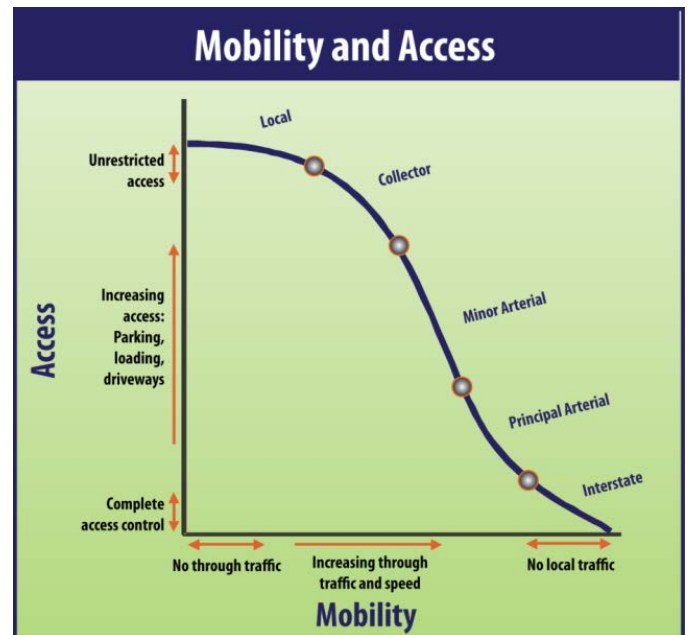 Mobility and Access
Local
Unrestricted
access
Collector
Increasing
access:
Parking,
loading,
driveways
Access
Minor Arterial
Principal Arterial
Interstate
Complete
access control
No through traffic
Increasing through
traffic and speed
No local traffic
Mobility